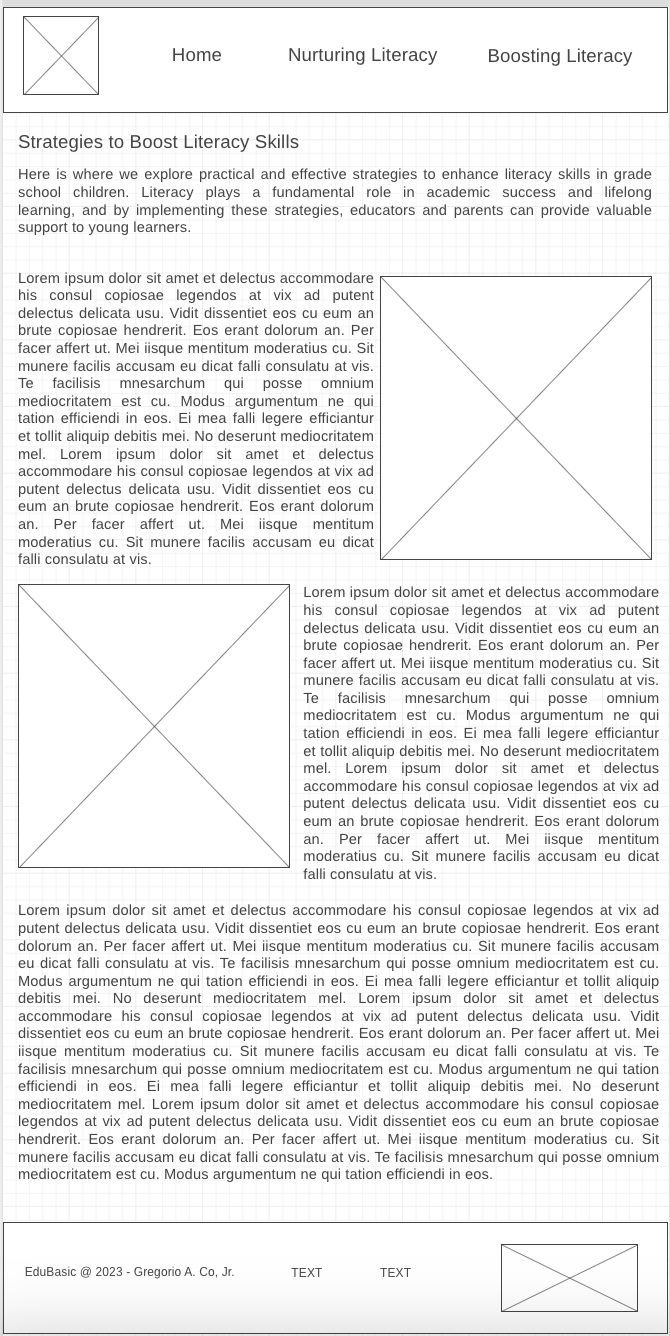 Home Nurturing Literacy Boosting Literacy
Strategies to Boost Literacy Skills
Here is where we explore practical and effective strategies to enhance literacy skills in grade
school children. Literacy plays a fundamental role in academic success and lifelong
learning, and by implementing these strategies, educators and parents can provide valuable
support to young learners.
Lorem ipsum dolor sit amet et delectus accommodare
his consul copiosae legendos at vix ad putent
delectus delicata usu. Vidit dissentiet eos cu eum an
brute copiosae hendrerit. Eos erant dolorum an. Per
facer affert ut. Mei iisque mentitum moderatius cu. Sit
munere facilis accusam eu dicat falli consulatu at vis.
Te facilisis mnesarchum qui posse omnium
mediocritatem est cu. Modus argumentum ne qui
tation efficiendi in eos. Ei mea falli legere efficiantur
et tollit aliquip debitis mei. No deserunt mediocritatem
mel. Lorem ipsum dolor sit amet et delectus
accommodare his consul copiosae legendos at vix ad
putent delectus delicata usu. Vidit dissentiet eos cu
eum an brute copiosae hendrerit. Eos erant dolorum
an. Per facer affert ut. Mei iisque mentitum
moderatius cu. Sit munere facilis accusam eu dicat
falli consulatu at vis.
Lorem ipsum dolor sit amet et delectus accommodare
his consul copiosae legendos at vix ad putent
delectus delicata usu. Vidit dissentiet eos cu eum an
brute copiosae hendrerit. Eos erant dolorum an. Per
facer affert ut. Mei iisque mentitum moderatius cu. Sit
munere facilis accusam eu dicat falli consulatu at vis.
Te facilisis mnesarchum qui posse omnium
mediocritatem est cu. Modus argumentum ne qui
tation efficiendi in eos. Ei mea falli legere efficiantur
et tollit aliquip debitis mei. No deserunt mediocritatem
mel. Lorem ipsum dolor sit amet et delectus
accommodare his consul copiosae legendos at vix ad
putent delectus delicata usu. Vidit dissentiet eos cu
eum an brute copiosae hendrerit. Eos erant dolorum
an. Per facer affert ut. Mei iisque mentitum
moderatius cu. Sit munere facilis accusam eu dicat
falli consulatu at vis.
Lorem ipsum dolor sit amet et delectus accommodare his consul copiosae legendos at vix ad
putent delectus delicata usu. Vidit dissentiet eos cu eum an brute copiosae hendrerit. Eos erant
dolorum an. Per facer affert ut. Mei iisque mentitum moderatius cu. Sit munere facilis accusam
eu dicat falli consulatu at vis. Te facilisis mnesarchum qui posse omnium mediocritatem est cu.
Modus argumentum ne qui tation efficiendi in eos. Ei mea falli legere efficiantur et tollit aliquip
debitis mei. No deserunt mediocritatem mel. Lorem ipsum dolor sit amet et delectus
accommodare his consul copiosae legendos at vix ad putent delectus delicata usu. Vidit
dissentiet eos cu eum an brute copiosae hendrerit. Eos erant dolorum an. Per facer affert ut. Mei
iisque mentitum moderatius cu. Sit munere facilis accusam eu dicat falli consulatu at vis. Te
facilisis mnesarchum qui posse omnium mediocritatem est cu. Modus argumentum ne qui tation
efficiendi in eos. Ei mea falli legere efficiantur et tollit aliquip debitis mei. No deserunt
mediocritatem mel. Lorem ipsum dolor sit amet et delectus accommodare his consul copiosae
legendos at vix ad putent delectus delicata usu. Vidit dissentiet eos cu eum an brute copiosae
hendrerit. Eos erant dolorum an. Per facer affert ut. Mei iisque mentitum moderatius cu. Sit
munere facilis accusam eu dicat falli consulatu at vis. Te facilisis mnesarchum qui posse omnium
mediocritatem est cu. Modus argumentum ne qui tation efficiendi in eos.
EduBasic @ 2023 - Gregorio A. Co, Jr. TEXT TEXT